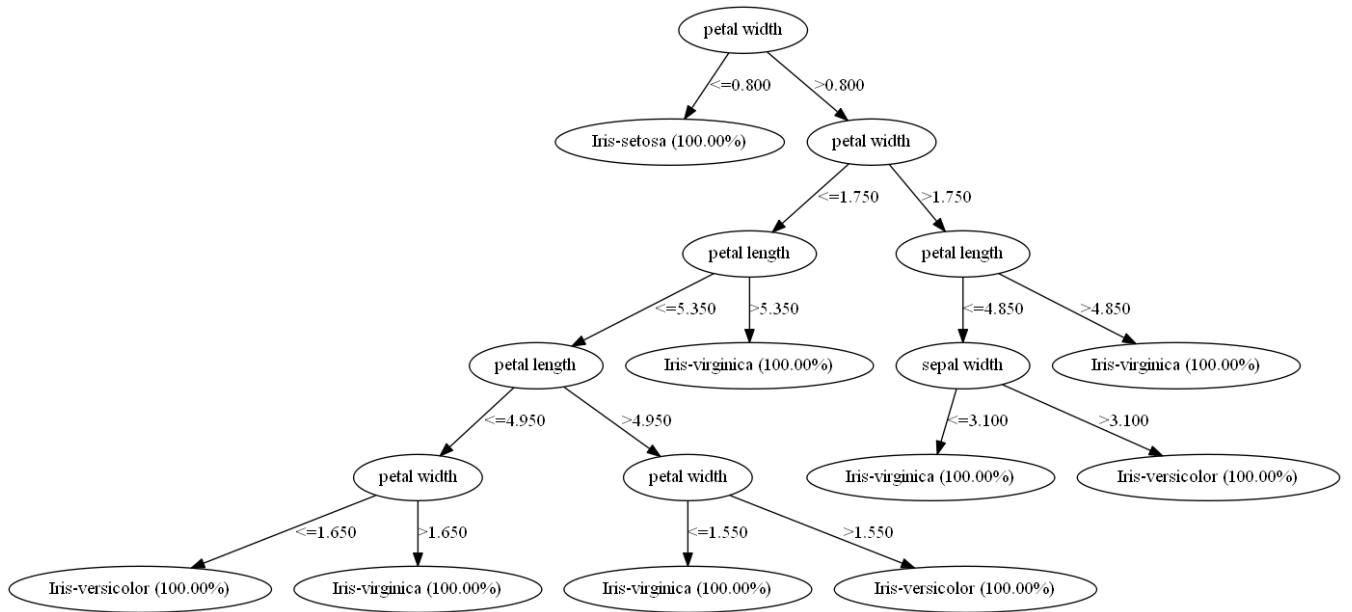 petal width
<=0.800
>0.800
Iris-setosa (100.00%)
petal width
<=1.750
>1.750
petal length
petal length
<=5.350
>5.350
<=4.850
>4.850
petal length
Iris-virginica (100.00%)
sepal width
Iris-virginica (100.00%)
<=4.950
>4.950
<=3.100
>3.100
petal width
petal width
Iris-virginica (100.00%)
Iris-versicolor (100.00%)
<=1.650
>1.650
<=1.550
>1.550
Iris-versicolor (100.00%)
Iris-virginica (100.00%)
Iris-virginica (100.00%)
Iris-versicolor (100.00%)